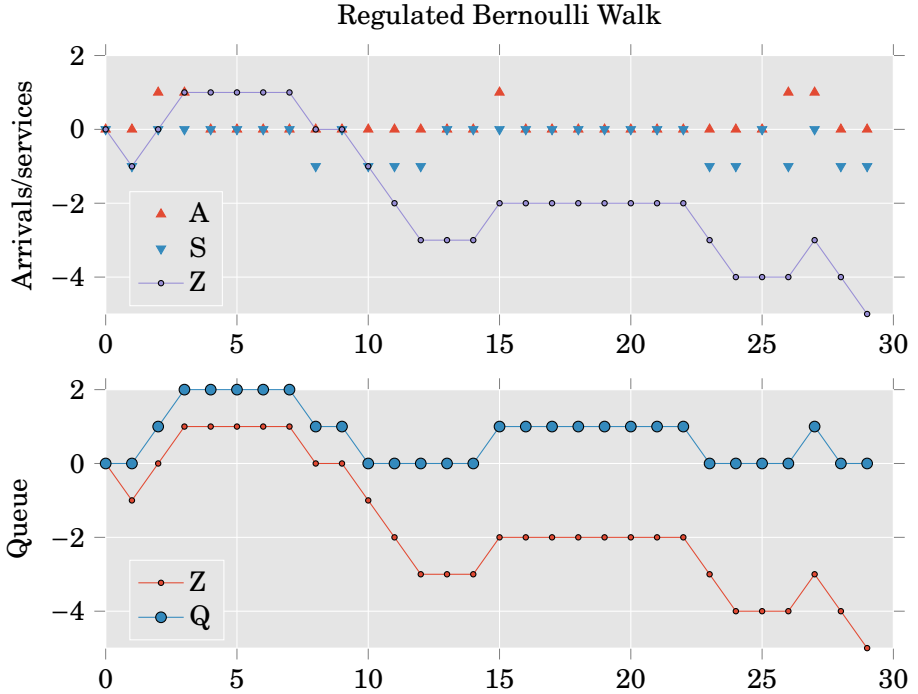 Regulated Bernoulli Walk
Arrivals/services
2
0
−2
−4
A
S
Z
0 5 10 15 20 25 30
Queue
2
0
−2
−4
Z
Q
0 5 10 15 20 25 30